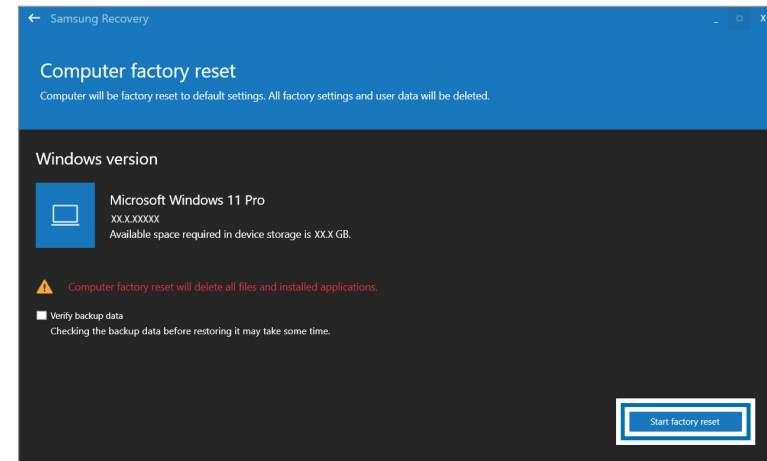 Samsung Recovery
Computer factory reset
Computer will be factory reset to default settings. All factory settings and user data will be deleted.
Windows version
Microsoft Windows 11 Pro
XX.X.XXXXX
Available space required in device storage is XX.X GB.
Computer factory reset will delete all files and installed applications.
Verify backup data
Checking the backup data before restoring it may take some time.
Start factory reset